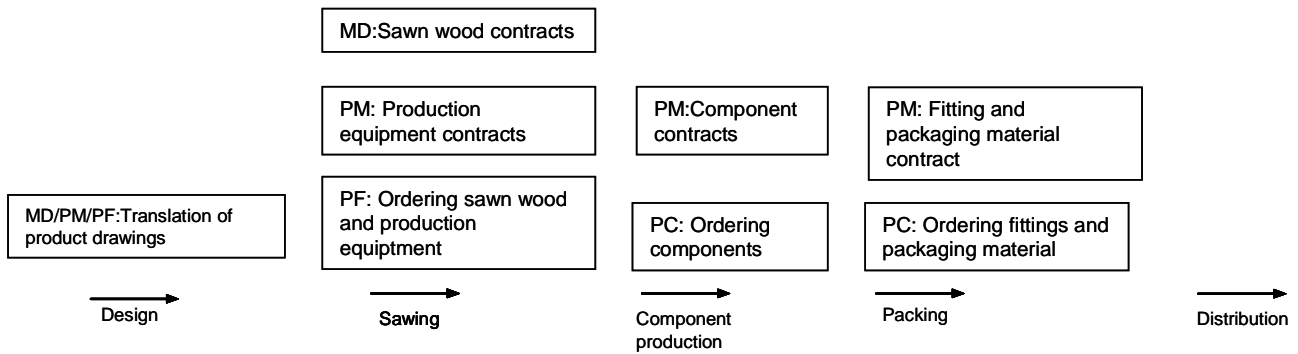 MD:Sawn wood contracts
PM: Production
equipment contracts
PM:Component
contracts
PM: Fitting and
packaging material
contract
MD/PM/PF:Translation of
product drawings
PF: Ordering sawn wood
and production
equiptment
PC: Ordering
components
PC: Ordering fittings and
packaging material
Design
Sawing
Component
production
Packing
Distribution